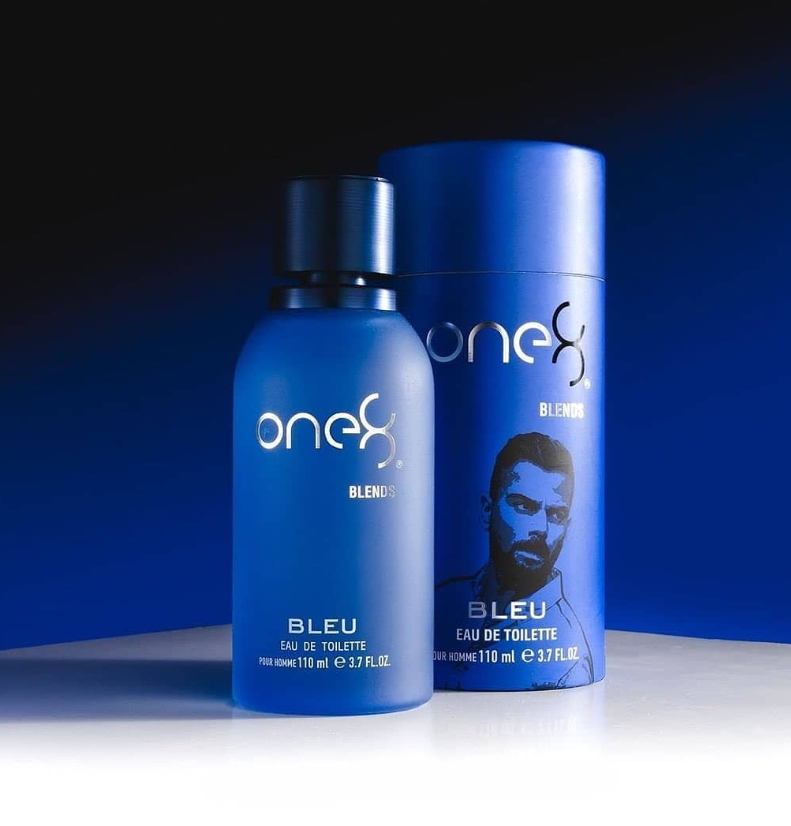 one8®
BLENDS
BLEU
EAU DE TOILETTE
POUR HOMME 110 ml ℮ 3.7 FL.OZ.
one8®
BLENDS
BLEU
EAU DE TOILETTE
POUR HOMME 110 ml ℮ 3.7 FL.OZ.